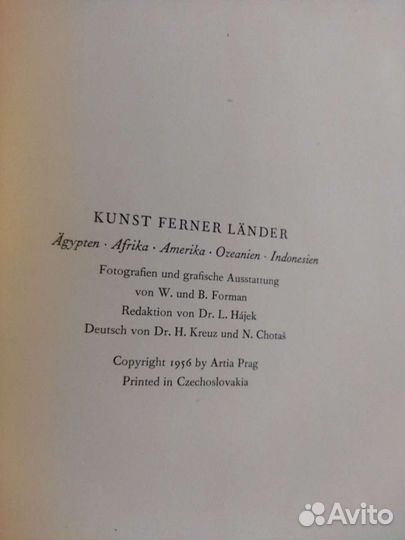 KUNST FERNER LÄNDER
Ägypten · Afrika · Amerika · Ozeanien · Indonesien
Fotografien und grafische Ausstattung
von W. und B. Forman
Redaktion von Dr. L. Hájek
Deutsch von Dr. H. Kreuz und N. Chotaš
Copyright 1956 by Artia Prag
Printed in Czechoslovakia
Avito